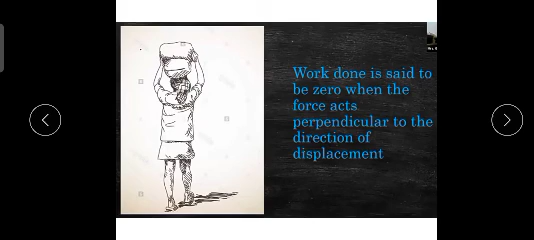 Work done is said to
be zero when the
force acts
perpendicular to the
direction of
displacement